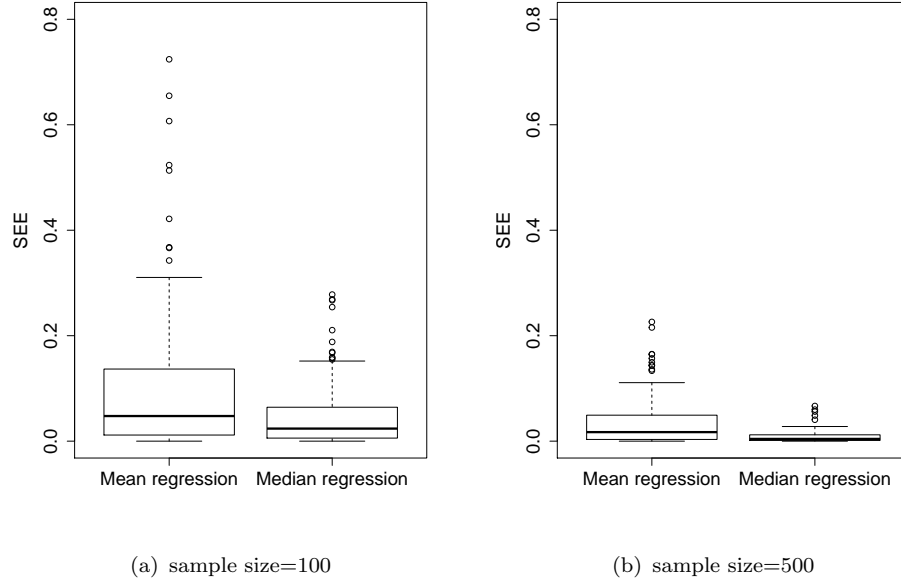 0.8
0.6
0.4
0.2
0.0
SEE
Mean regression Median regression
(a) sample size=100
0.8
0.6
0.4
0.2
0.0
SEE
Mean regression Median regression
(b) sample size=500